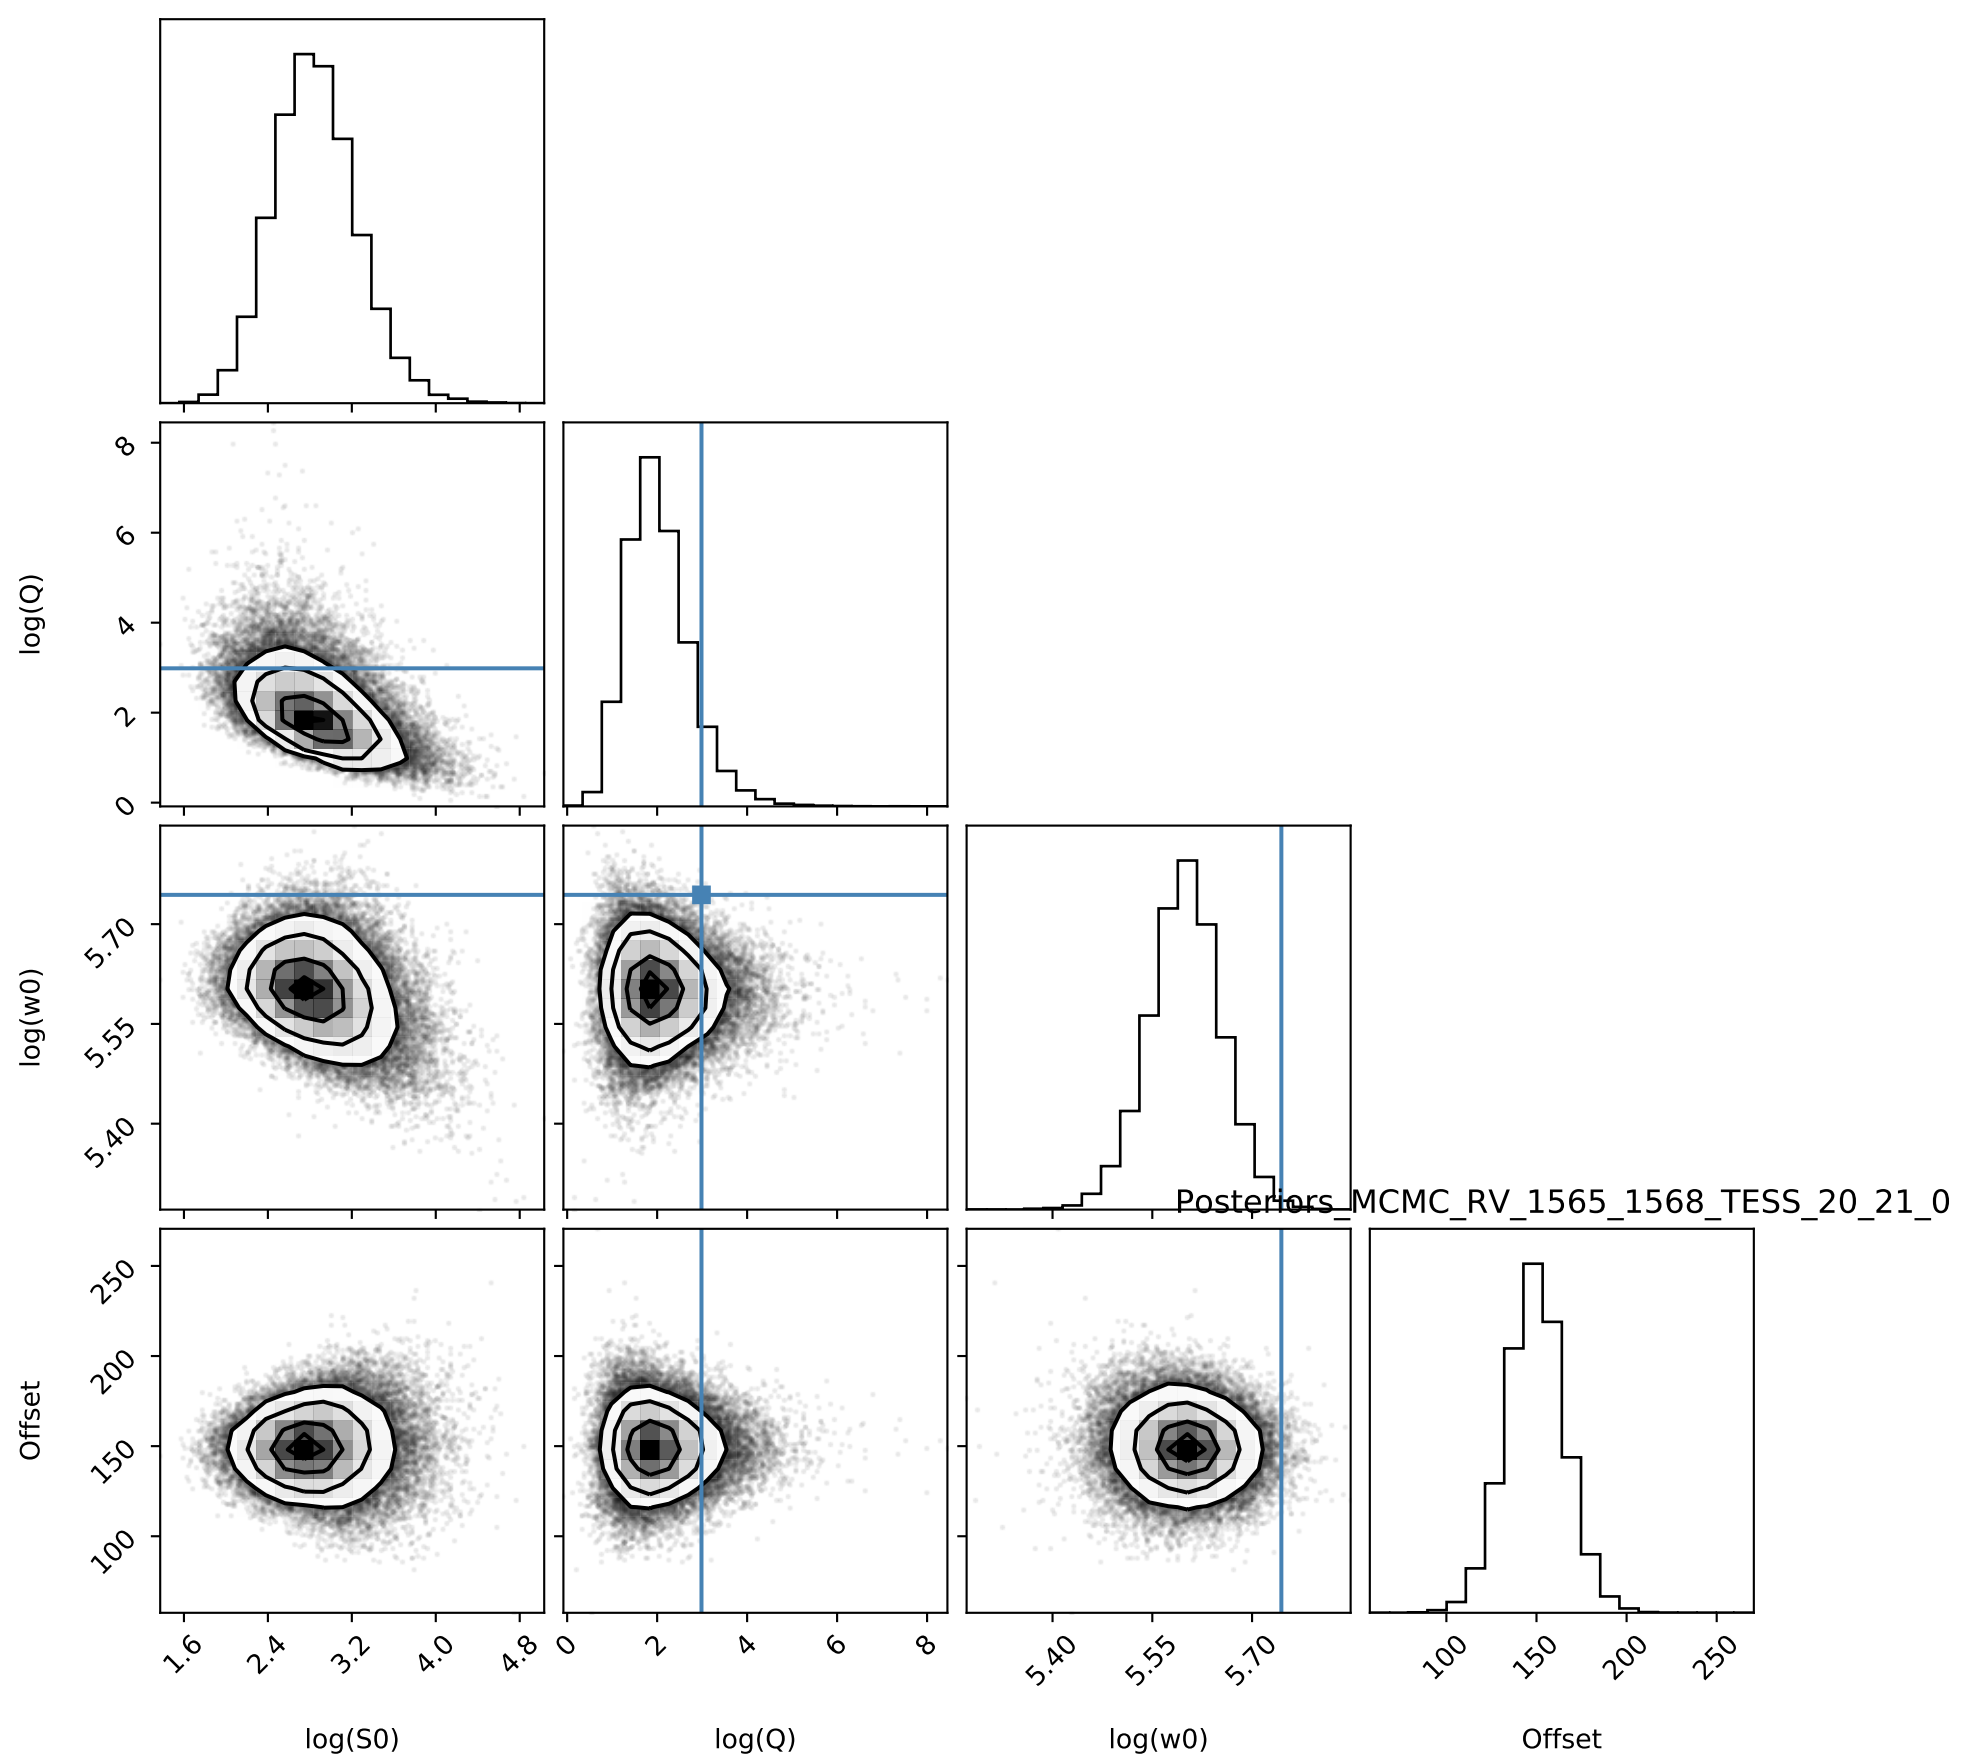 8
6
4
2
0
log(Q)
5.70
5.55
5.40
log(w0)
Posteriors_MCMC_RV_1565_1568_TESS_20_21_0
250
200
150
100
Offset
1.6 2.4 3.2 4.0 4.8 0 2 4 6 8 5.40 5.55 5.70 100 150 200 250
log(S0) log(Q) log(w0) Offset